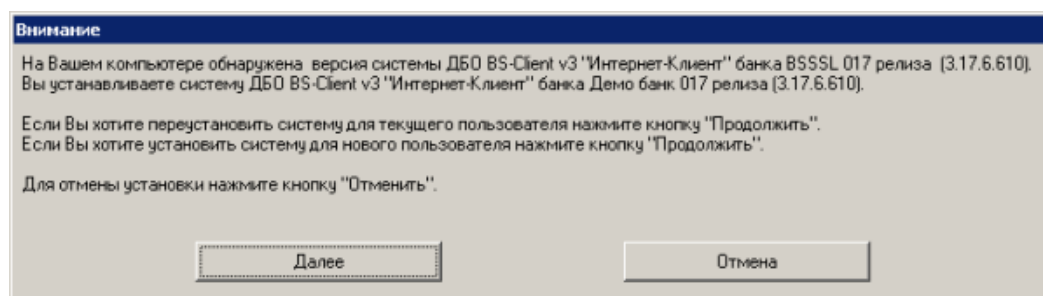 Внимание
На Вашем компьютере обнаружена версия системы ДБО BS-Client v3 "Интернет-Клиент" банка BSSSL 017 релиза (3.17.6.610).
Вы устанавливаете систему ДБО BS-Client v3 "Интернет-Клиент" банка Демо банк 017 релиза (3.17.6.610).
Если Вы хотите переустановить систему для текущего пользователя нажмите кнопку "Продолжить".
Если Вы хотите установить систему для нового пользователя нажмите кнопку "Продолжить".
Для отмены установки нажмите кнопку "Отменить".
Далее
Отмена